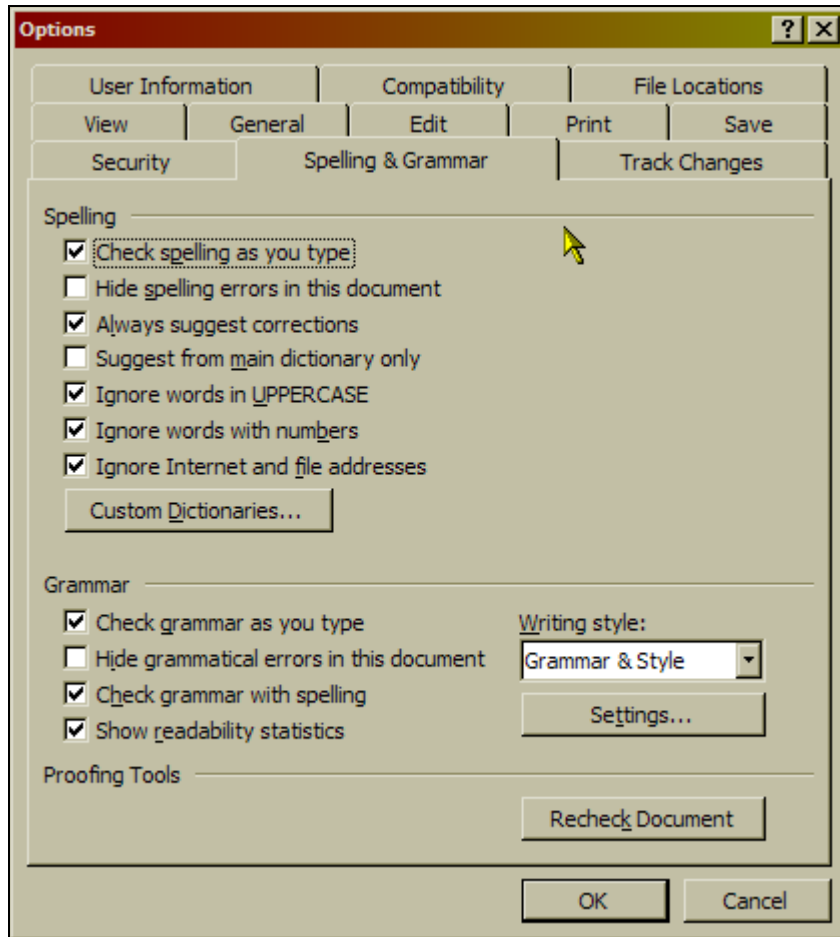 Options
User Information Compatibility File Locations
View General Edit Print Save
Security Spelling & Grammar Track Changes
Spelling
Check spelling as you type
Hide spelling errors in this document
Always suggest corrections
Suggest from main dictionary only
Ignore words in UPPERCASE
Ignore words with numbers
Ignore Internet and file addresses
Custom Dictionaries...
Grammar
Check grammar as you type Writing style:
Hide grammatical errors in this document Grammar & Style
Check grammar with spelling
Settings...
Show readability statistics
Proofing Tools
Recheck Document
OK Cancel